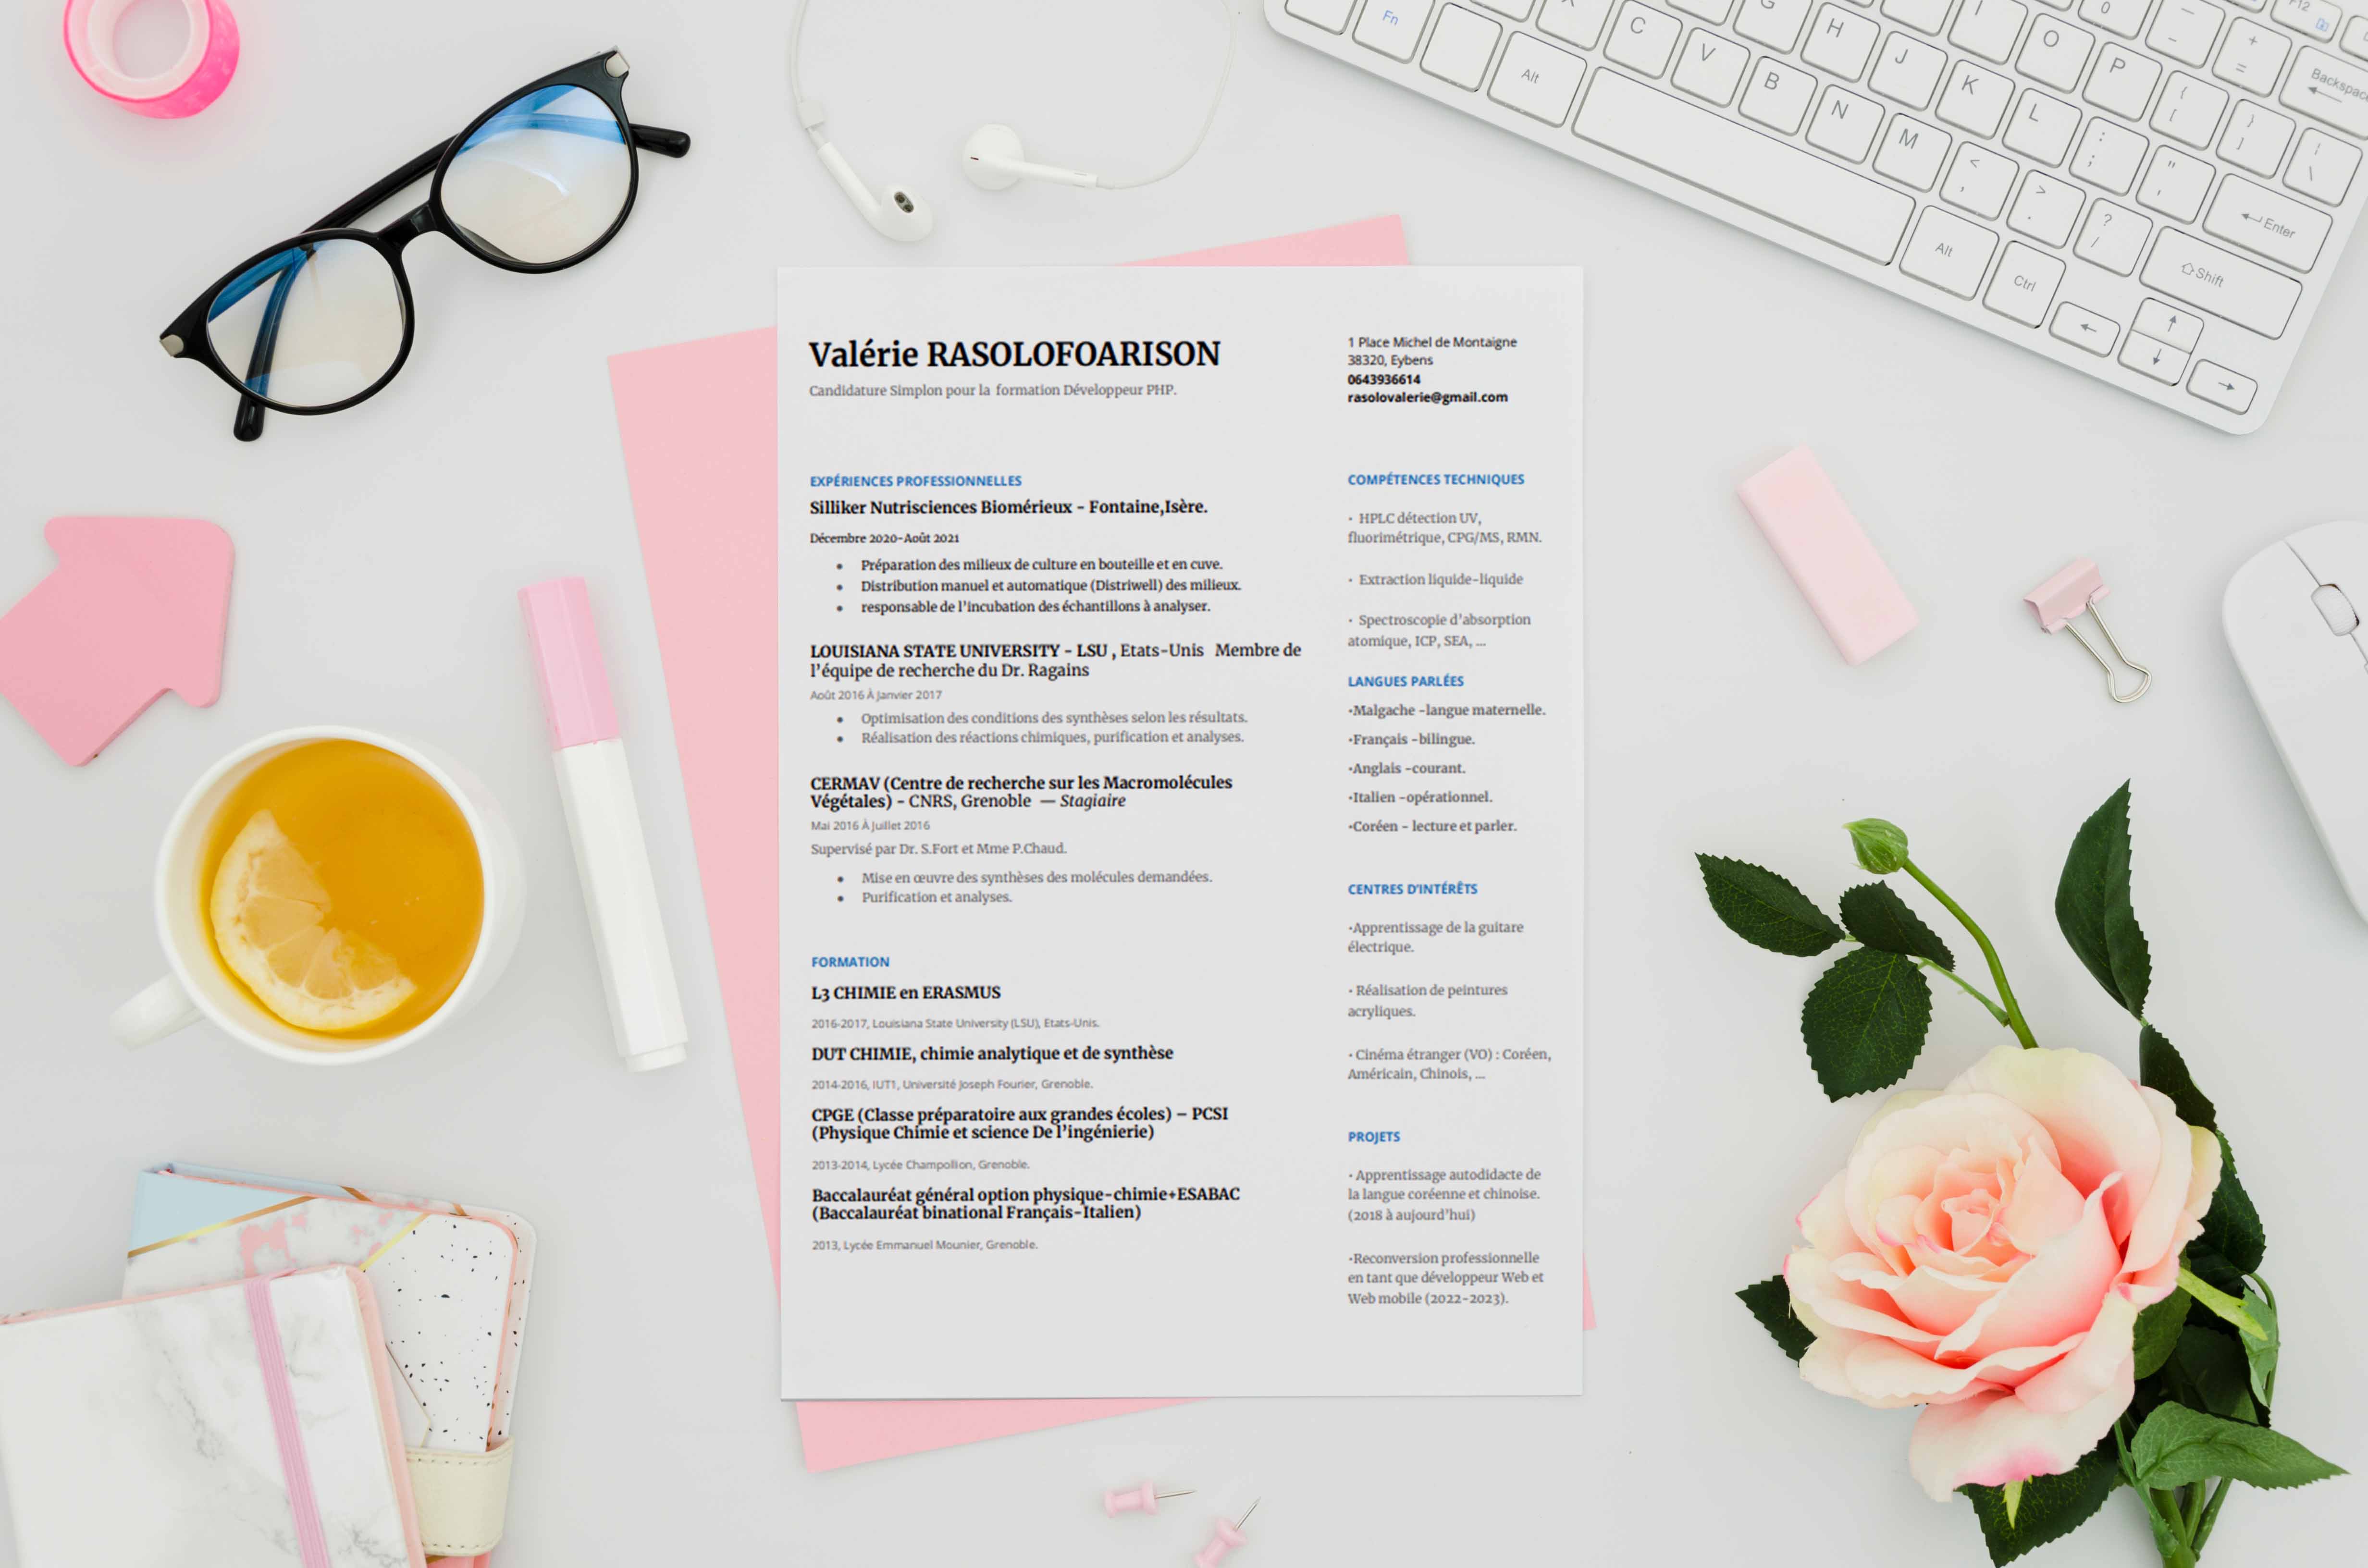 Fn
Alt
X
C
V
B
G
H
N
J
M
I
K
O
L
P
0
F12
Backspace
Enter
Shift
Alt
Ctrl
Valérie RASOLOFOARISON
Candidature Simplon pour la formation Développeur PHP.
1 Place Michel de Montaigne
38320, Eybens
0643936614
rasolovalerie@gmail.com
EXPÉRIENCES PROFESSIONNELLES
Silliker Nutrisciences Biomérieux - Fontaine,Isère.
Décembre 2020-Août 2021
● Préparation des milieux de culture en bouteille et en cuve.
● Distribution manuel et automatique (Distriwell) des milieux.
● responsable de l'incubation des échantillons à analyser.
LOUISIANA STATE UNIVERSITY - LSU , Etats-Unis Membre de
l'équipe de recherche du Dr. Ragains
Août 2016 À Janvier 2017
● Optimisation des conditions des synthèses selon les résultats.
● Réalisation des réactions chimiques, purification et analyses.
CERMAV (Centre de recherche sur les Macromolécules
Végétales) - CNRS, Grenoble — Stagiaire
Mai 2016 À Juillet 2016
Supervisé par Dr. S.Fort et Mme P.Chaud.
● Mise en œuvre des synthèses des molécules demandées.
● Purification et analyses.
FORMATION
L3 CHIMIE en ERASMUS
2016-2017, Louisiana State University (LSU), Etats-Unis.
DUT CHIMIE, chimie analytique et de synthèse
2014-2016, IUT1, Université Joseph Fourier, Grenoble.
CPGE (Classe préparatoire aux grandes écoles) – PCSI
(Physique Chimie et science De l'ingénierie)
2013-2014, Lycée Champollion, Grenoble.
Baccalauréat général option physique-chimie+ESABAC
(Baccalauréat binational Français-Italien)
2013, Lycée Emmanuel Mounier, Grenoble.
COMPÉTENCES TECHNIQUES
• HPLC détection UV,
fluorimétrique, CPG/MS, RMN.
• Extraction liquide-liquide
• Spectroscopie d'absorption
atomique, ICP, SEA, ...
LANGUES PARLÉES
•Malgache -langue maternelle.
•Français -bilingue.
•Anglais -courant.
•Italien -opérationnel.
•Coréen - lecture et parler.
CENTRES D'INTÉRÊTS
•Apprentissage de la guitare
électrique.
• Réalisation de peintures
acryliques.
• Cinéma étranger (VO) : Coréen,
Américain, Chinois, ...
PROJETS
• Apprentissage autodidacte de
la langue coréenne et chinoise.
(2018 à aujourd'hui)
•Reconversion professionnelle
en tant que développeur Web et
Web mobile (2022-2023).